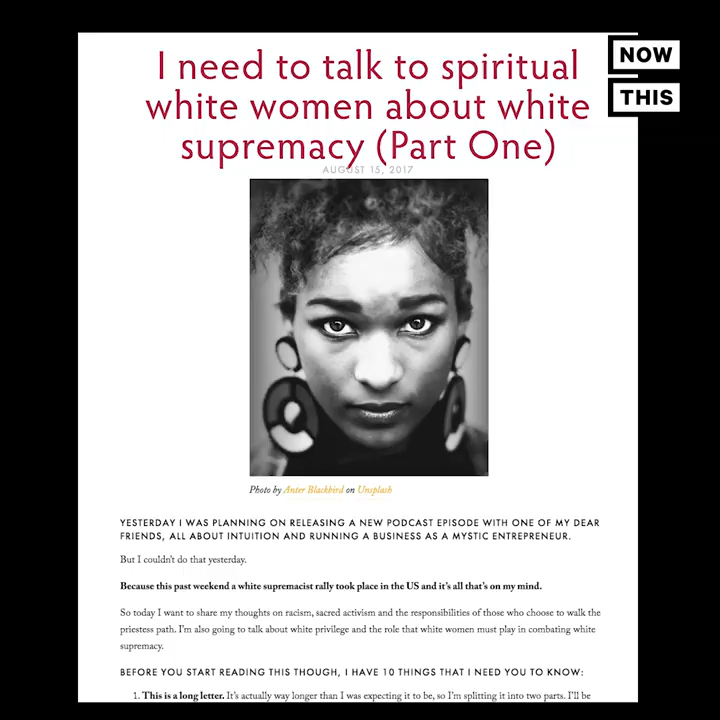 NOW
THIS
I need to talk to spiritual
white women about white
supremacy (Part One)
AUGUST 15, 2017
Photo by Anter Blackbird on Unsplash
YESTERDAY I WAS PLANNING ON RELEASING A NEW PODCAST EPISODE WITH ONE OF MY DEAR
FRIENDS, ALL ABOUT INTUITION AND RUNNING A BUSINESS AS A MYSTIC ENTREPRENEUR.
But I couldn't do that yesterday.
Because this past weekend a white supremacist rally took place in the US and it's all that's on my mind.
So today I want to share my thoughts on racism, sacred activism and the responsibilities of those who choose to walk the
priestess path. I'm also going to talk about white privilege and the role that white women must play in combating white
supremacy.
BEFORE YOU START READING THIS THOUGH, I HAVE 10 THINGS THAT I NEED YOU TO KNOW:
1. This is a long letter. It's actually way longer than I was expecting it to be, so I'm splitting it into two parts. I'll be